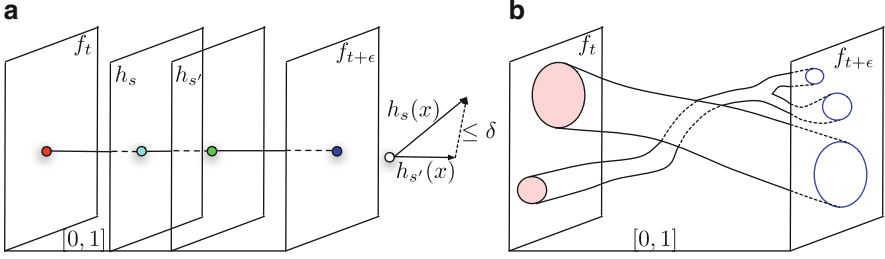 a
f_t
h_s
h_{s'}
f_{t+ϵ}
h_s(x)
≤ δ
h_{s'}(x)
[0, 1]
b
f_t
f_{t+ϵ}
[0, 1]